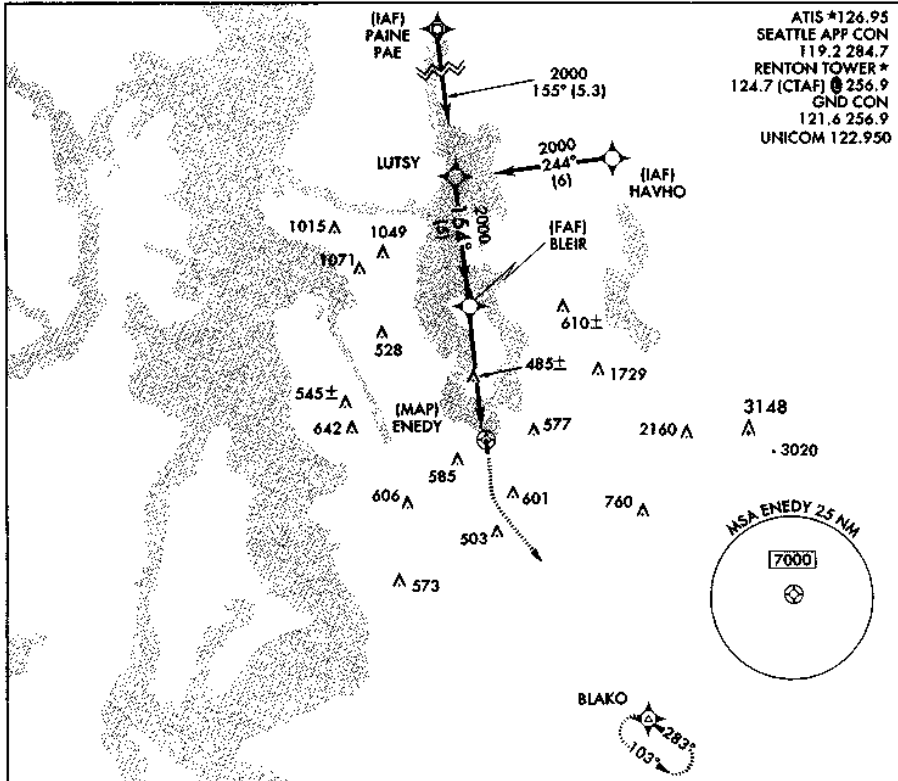 ATIS *126.95
SEATTLE APP CON
119.2 284.7
RENTON TOWER*
124.7 (CTAF) L 256.9
GND CON
121.6 256.9
UNICOM 122.950
(IAF)
PAINE
PAE
2000
155° (5.3)
LUTSY
2000
244°
(6)
(IAF)
HAVHO
2000
154°
(5)
(FAF)
BLEIR
1015
1049
1071
610±
528
485±
1729
545±
(MAP)
ENEDY
642
577
2160
3148
3020
585
606
601
760
503
573
MSA ENEDY 25 NM
7000
BLAKO
283°
103°